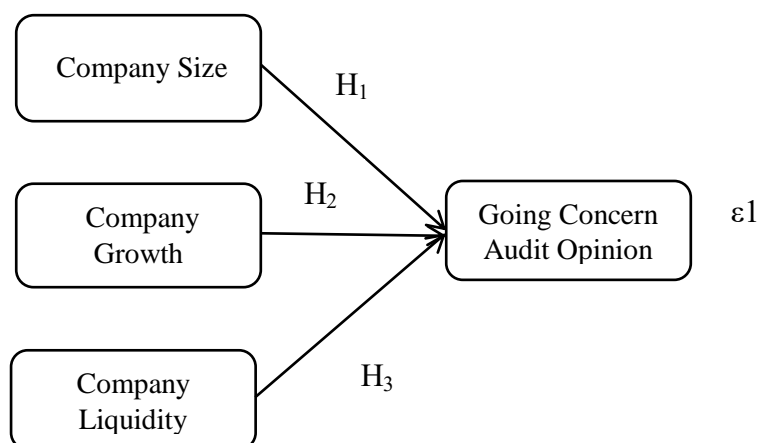 Company Size
H₁
Company
Growth
H₂
Going Concern
Audit Opinion
ε1
Company
Liquidity
H₃